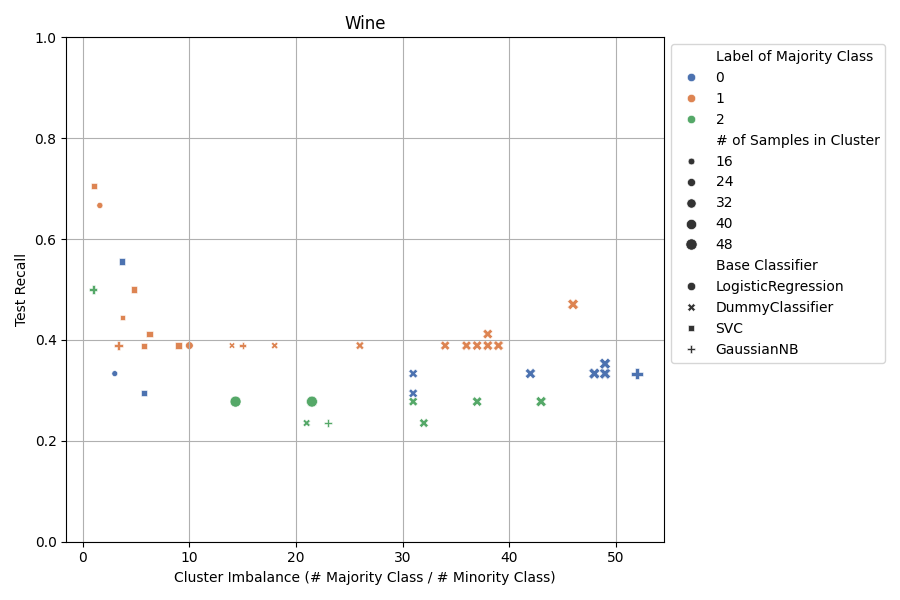 Wine
1.0
0.8
0.6
0.4
0.2
0.0
Test Recall
0 10 20 30 40 50
Cluster Imbalance (# Majority Class / # Minority Class)
Label of Majority Class
0
1
2
# of Samples in Cluster
16
24
32
40
48
Base Classifier
LogisticRegression
DummyClassifier
SVC
GaussianNB